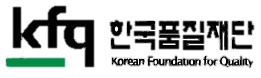 kfq 한국품질재단
Korean Foundation for Quality